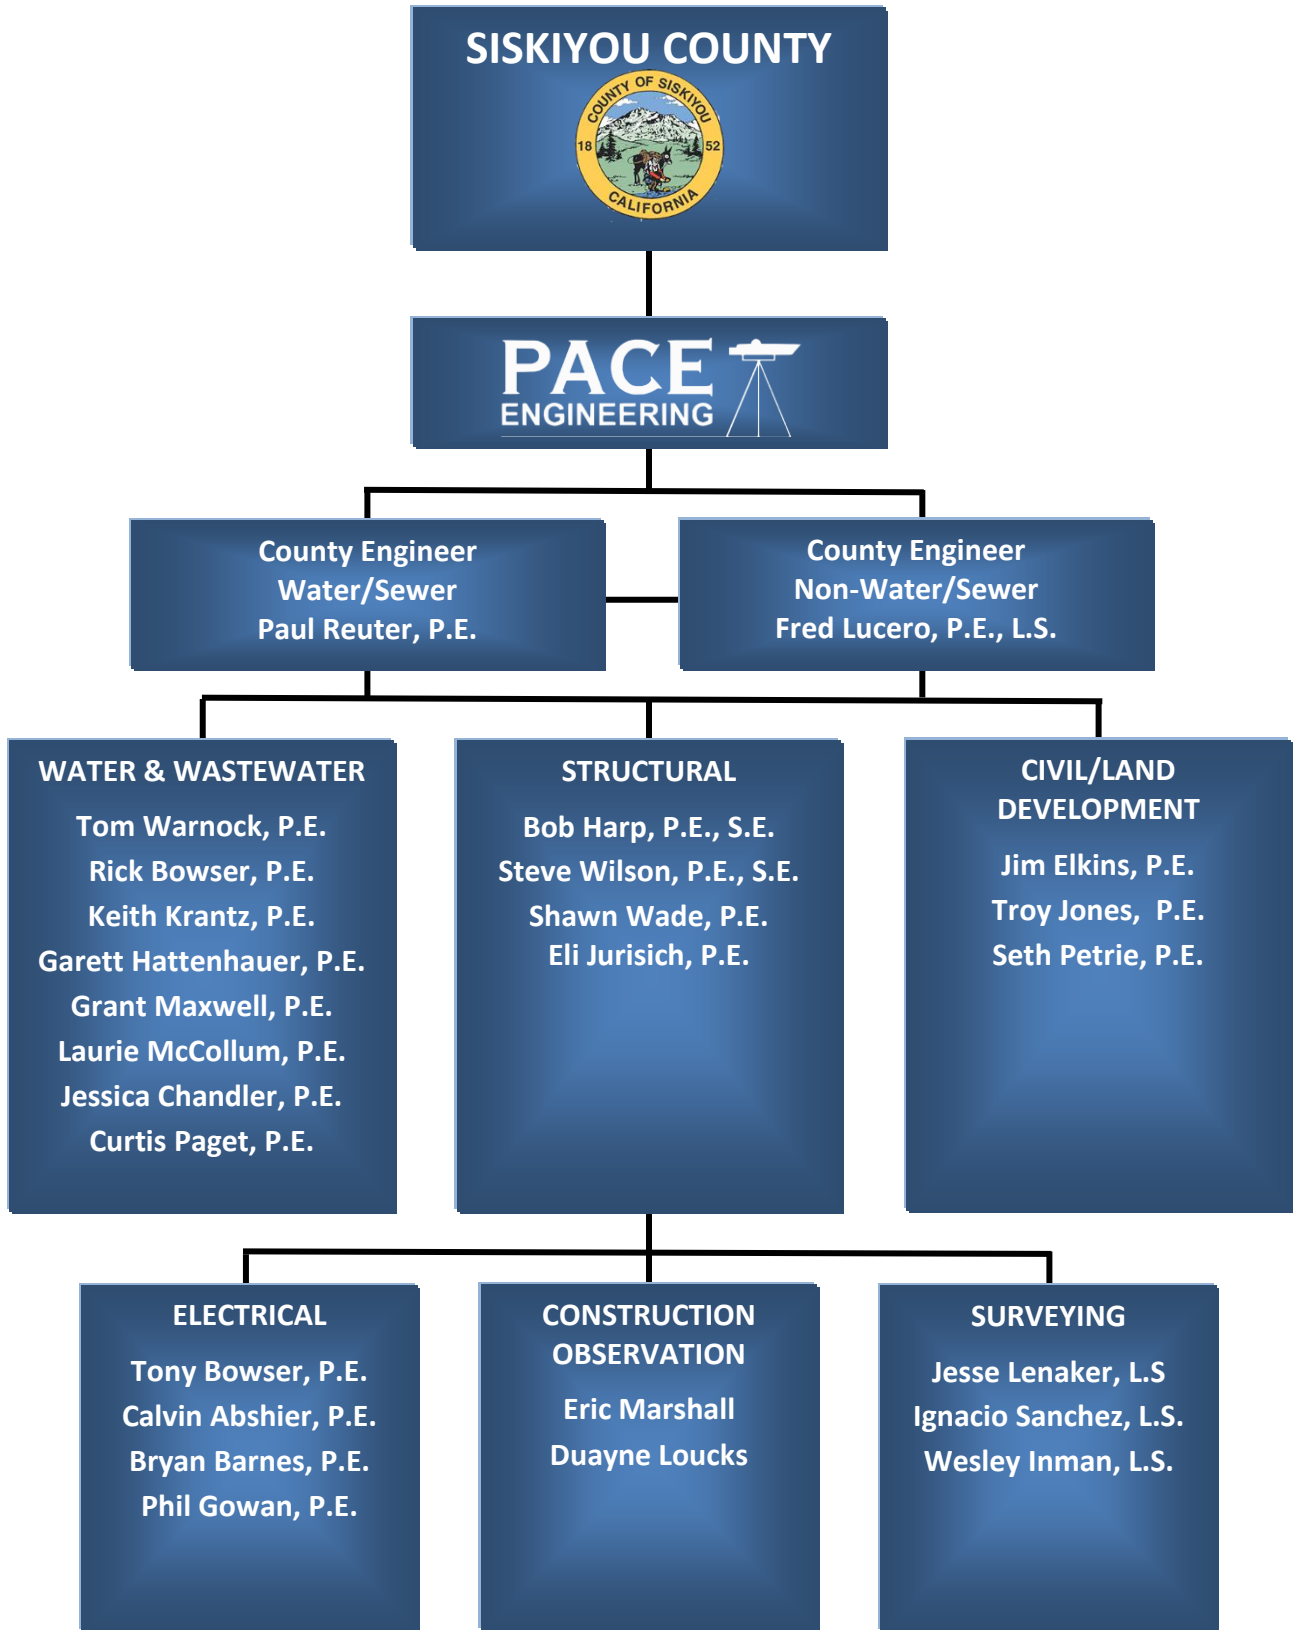 SISKIYOU COUNTY
COUNTY OF SISKIYOU
18 52
CALIFORNIA
PACE
ENGINEERING
County Engineer
Water/Sewer
Paul Reuter, P.E.
County Engineer
Non-Water/Sewer
Fred Lucero, P.E., L.S.
WATER & WASTEWATER
Tom Warnock, P.E.
Rick Bowser, P.E.
Keith Krantz, P.E.
Garett Hattenhauer, P.E.
Grant Maxwell, P.E.
Laurie McCollum, P.E.
Jessica Chandler, P.E.
Curtis Paget, P.E.
STRUCTURAL
Bob Harp, P.E., S.E.
Steve Wilson, P.E., S.E.
Shawn Wade, P.E.
Eli Jurisich, P.E.
CIVIL/LAND
DEVELOPMENT
Jim Elkins, P.E.
Troy Jones,  P.E.
Seth Petrie, P.E.
ELECTRICAL
Tony Bowser, P.E.
Calvin Abshier, P.E.
Bryan Barnes, P.E.
Phil Gowan, P.E.
CONSTRUCTION
OBSERVATION
Eric Marshall
Duayne Loucks
SURVEYING
Jesse Lenaker, L.S
Ignacio Sanchez, L.S.
Wesley Inman, L.S.